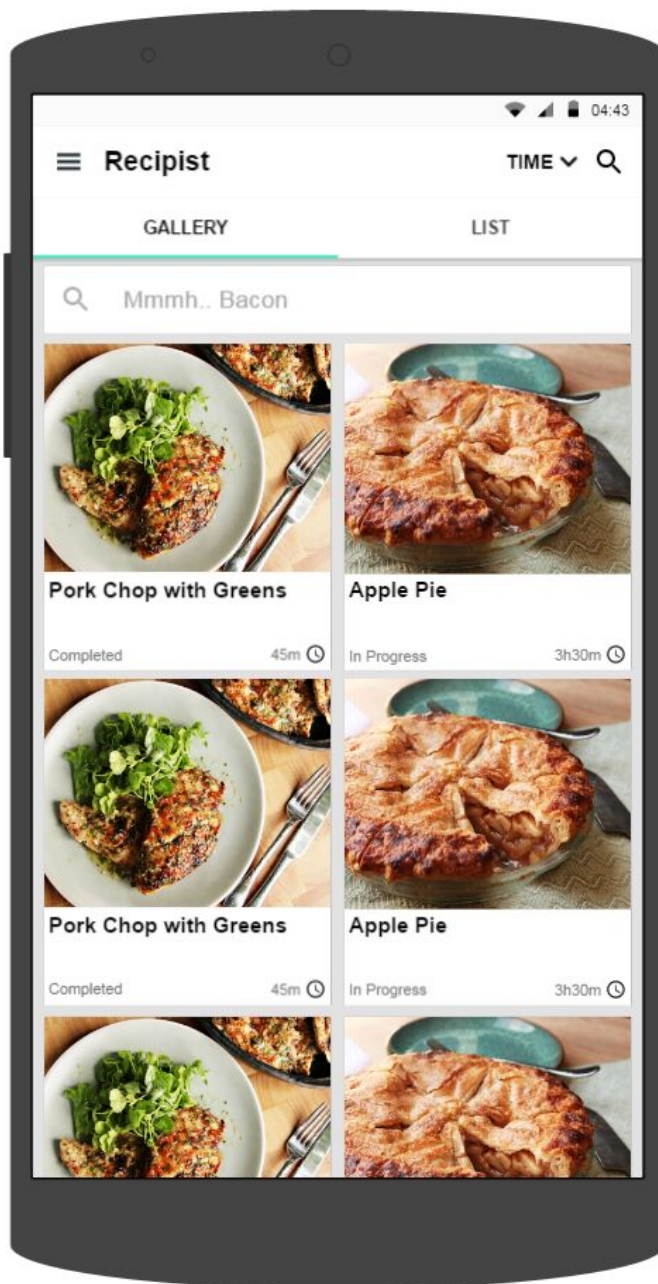 04:43
Recipist TIME
GALLERY LIST
Mmmh.. Bacon
Pork Chop with Greens Apple Pie
Completed 45m In Progress 3h30m
Pork Chop with Greens Apple Pie
Completed 45m In Progress 3h30m